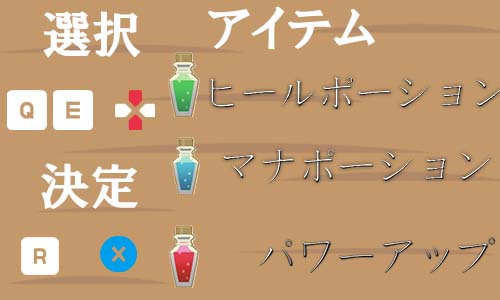 選択
アイテム
Q E
ヒールポーション
マナポーション
決定
R X
パワーアップ